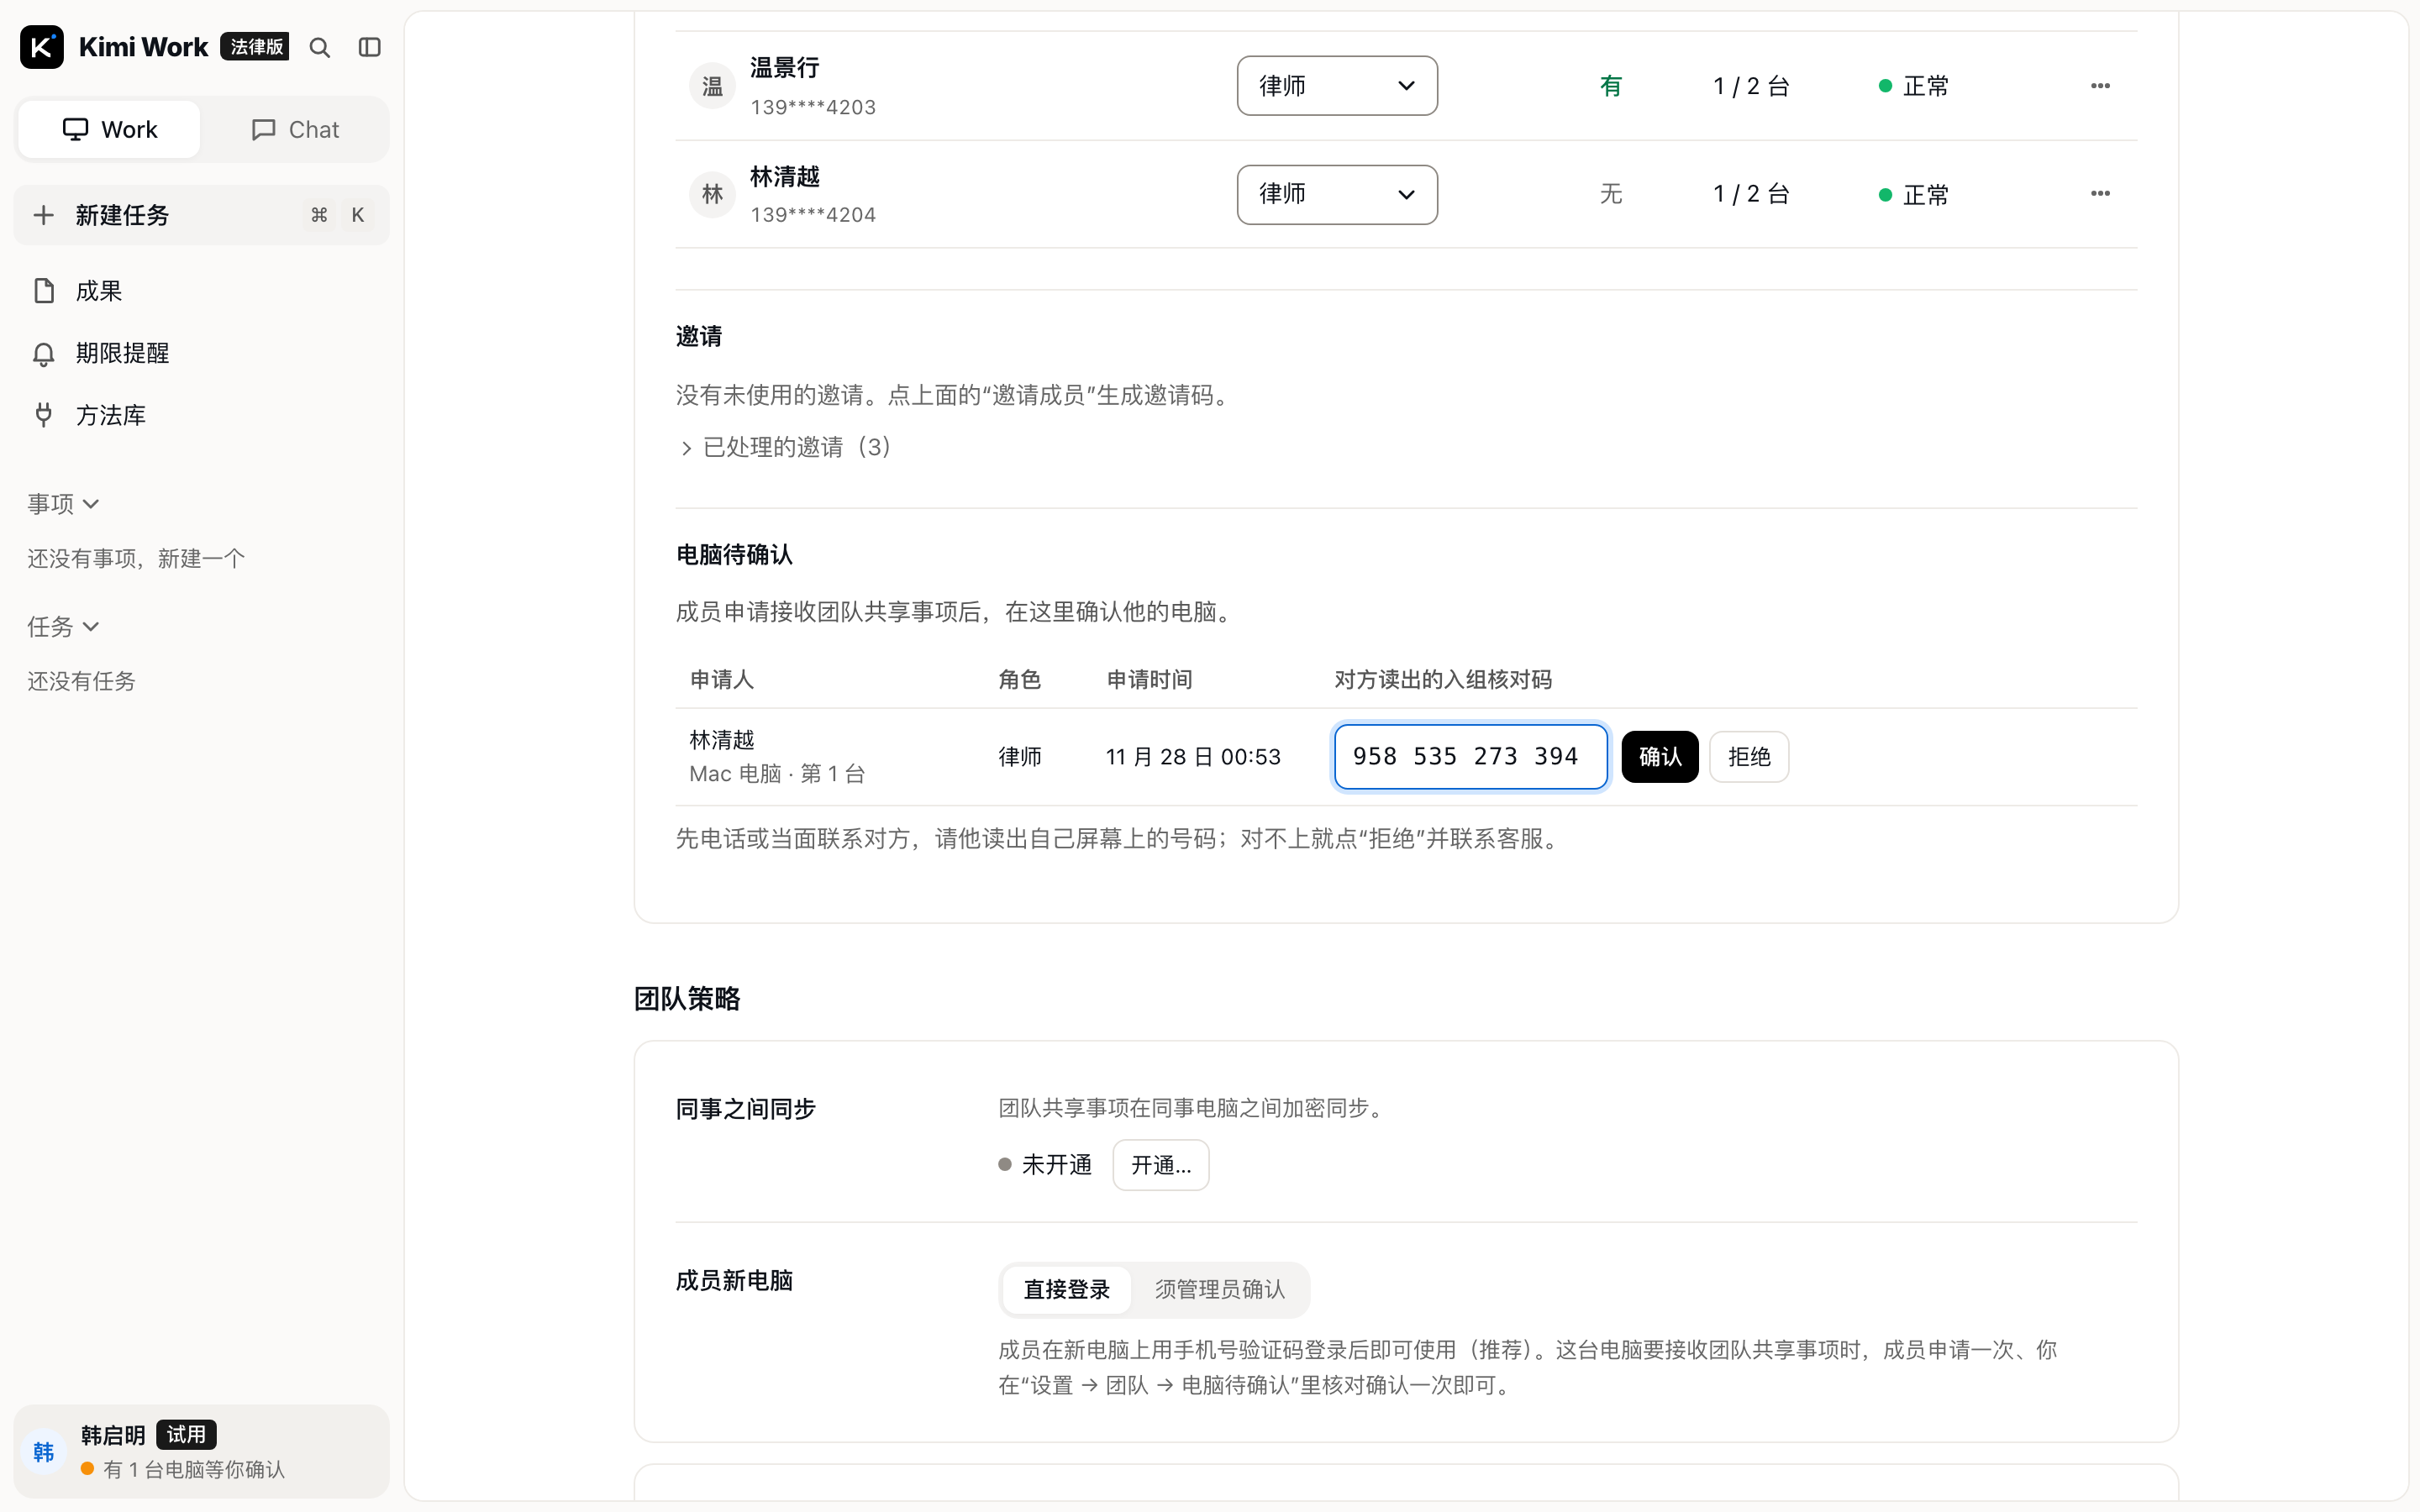 Kimi Work 法律版
Work
Chat
新建任务 ⌘ K
成果
期限提醒
方法库
事项
还没有事项，新建一个
任务
还没有任务
韩 韩启明 试用
有 1 台电脑等你确认
温 温景行 律师 有 1 / 2 台 正常
139****4203
林 林清越 律师 无 1 / 2 台 正常
139****4204
邀请
没有未使用的邀请。点上面的“邀请成员”生成邀请码。
已处理的邀请（3）
电脑待确认
成员申请接收团队共享事项后，在这里确认他的电脑。
申请人 角色 申请时间 对方读出的入组核对码
林清越 律师 11 月 28 日 00:53 958 535 273 394 确认 拒绝
Mac 电脑 · 第 1 台
先电话或当面联系对方，请他读出自己屏幕上的号码；对不上就点“拒绝”并联系客服。
团队策略
同事之间同步 团队共享事项在同事电脑之间加密同步。
未开通 开通...
成员新电脑 直接登录 须管理员确认
成员在新电脑上用手机号验证码登录后即可使用（推荐）。这台电脑要接收团队共享事项时，成员申请一次、你
在“设置 → 团队 → 电脑待确认”里核对确认一次即可。